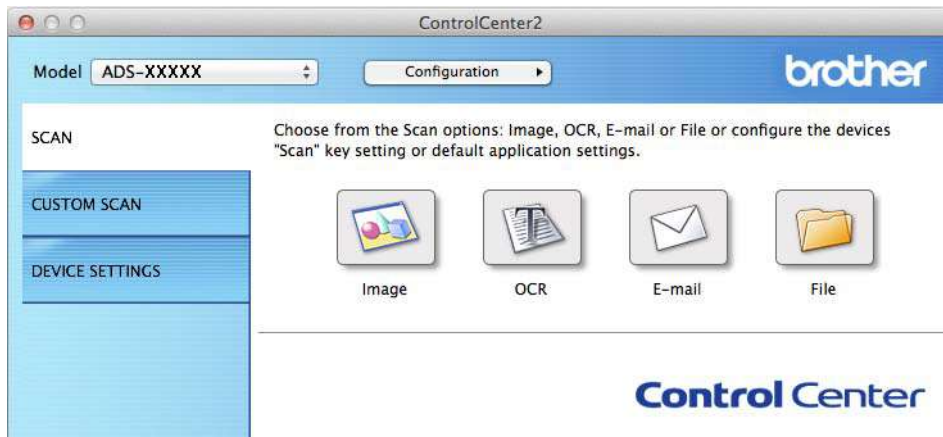 ControlCenter2
Model ADS-XXXXX Configuration brother
SCAN
CUSTOM SCAN
DEVICE SETTINGS
Choose from the Scan options: Image, OCR, E-mail or File or configure the devices
"Scan" key setting or default application settings.
Image OCR E-mail File
Control Center